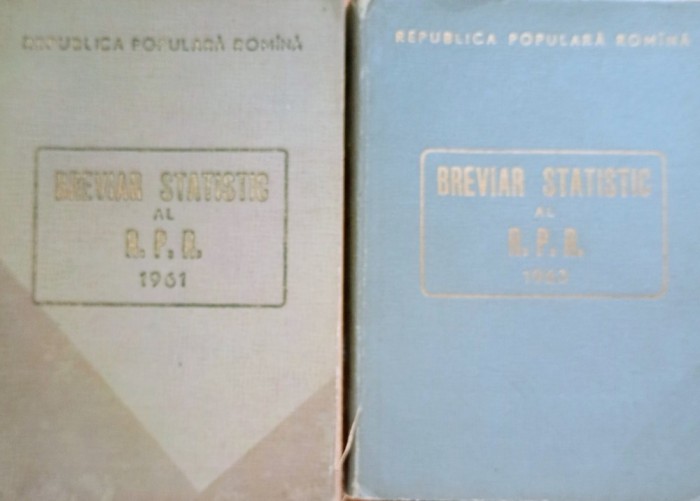 REPUBLICA POPULARĂ ROMÎNĂ
BREVIAR STATISTIC
AL
R. P. R.
1961
REPUBLICA POPULARĂ ROMÎNĂ
BREVIAR STATISTIC
AL
R. P. R.